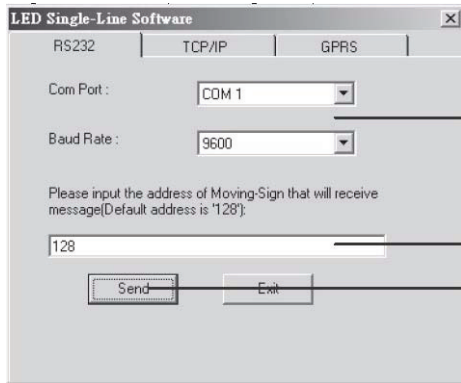 LED Single-Line Software
RS232 TCP/IP GPRS
Com Port : COM 1
Baud Rate : 9600
Please input the address of Moving-Sign that will receive
message(Default address is '128'):
128
Send Exit